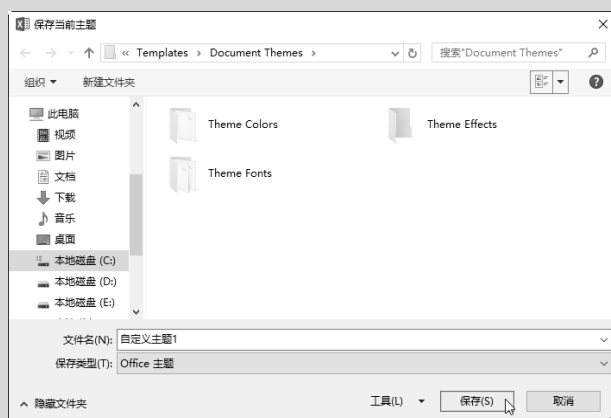 保存当前主题
« Templates > Document Themes >
搜索"Document Themes"
组织
新建文件夹
此电脑
视频
图片
文档
下载
音乐
桌面
本地磁盘 (C:)
本地磁盘 (D:)
本地磁盘 (E:)
Theme Colors
Theme Effects
Theme Fonts
文件名(N): 自定义主题1
保存类型(T): Office 主题
隐藏文件夹
工具(L)
保存(S)
取消